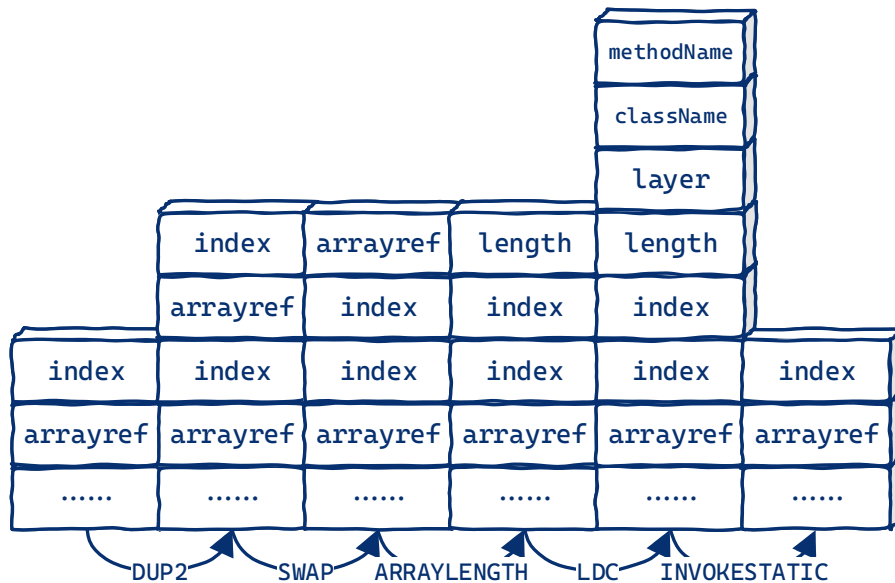 methodName
className
layer
index arrayref length length
arrayref index index index
index index index index index index
arrayref arrayref arrayref arrayref arrayref arrayref
...... ...... ...... ...... ...... ......
DUP2 SWAP ARRAYLENGTH LDC INVOKESTATIC